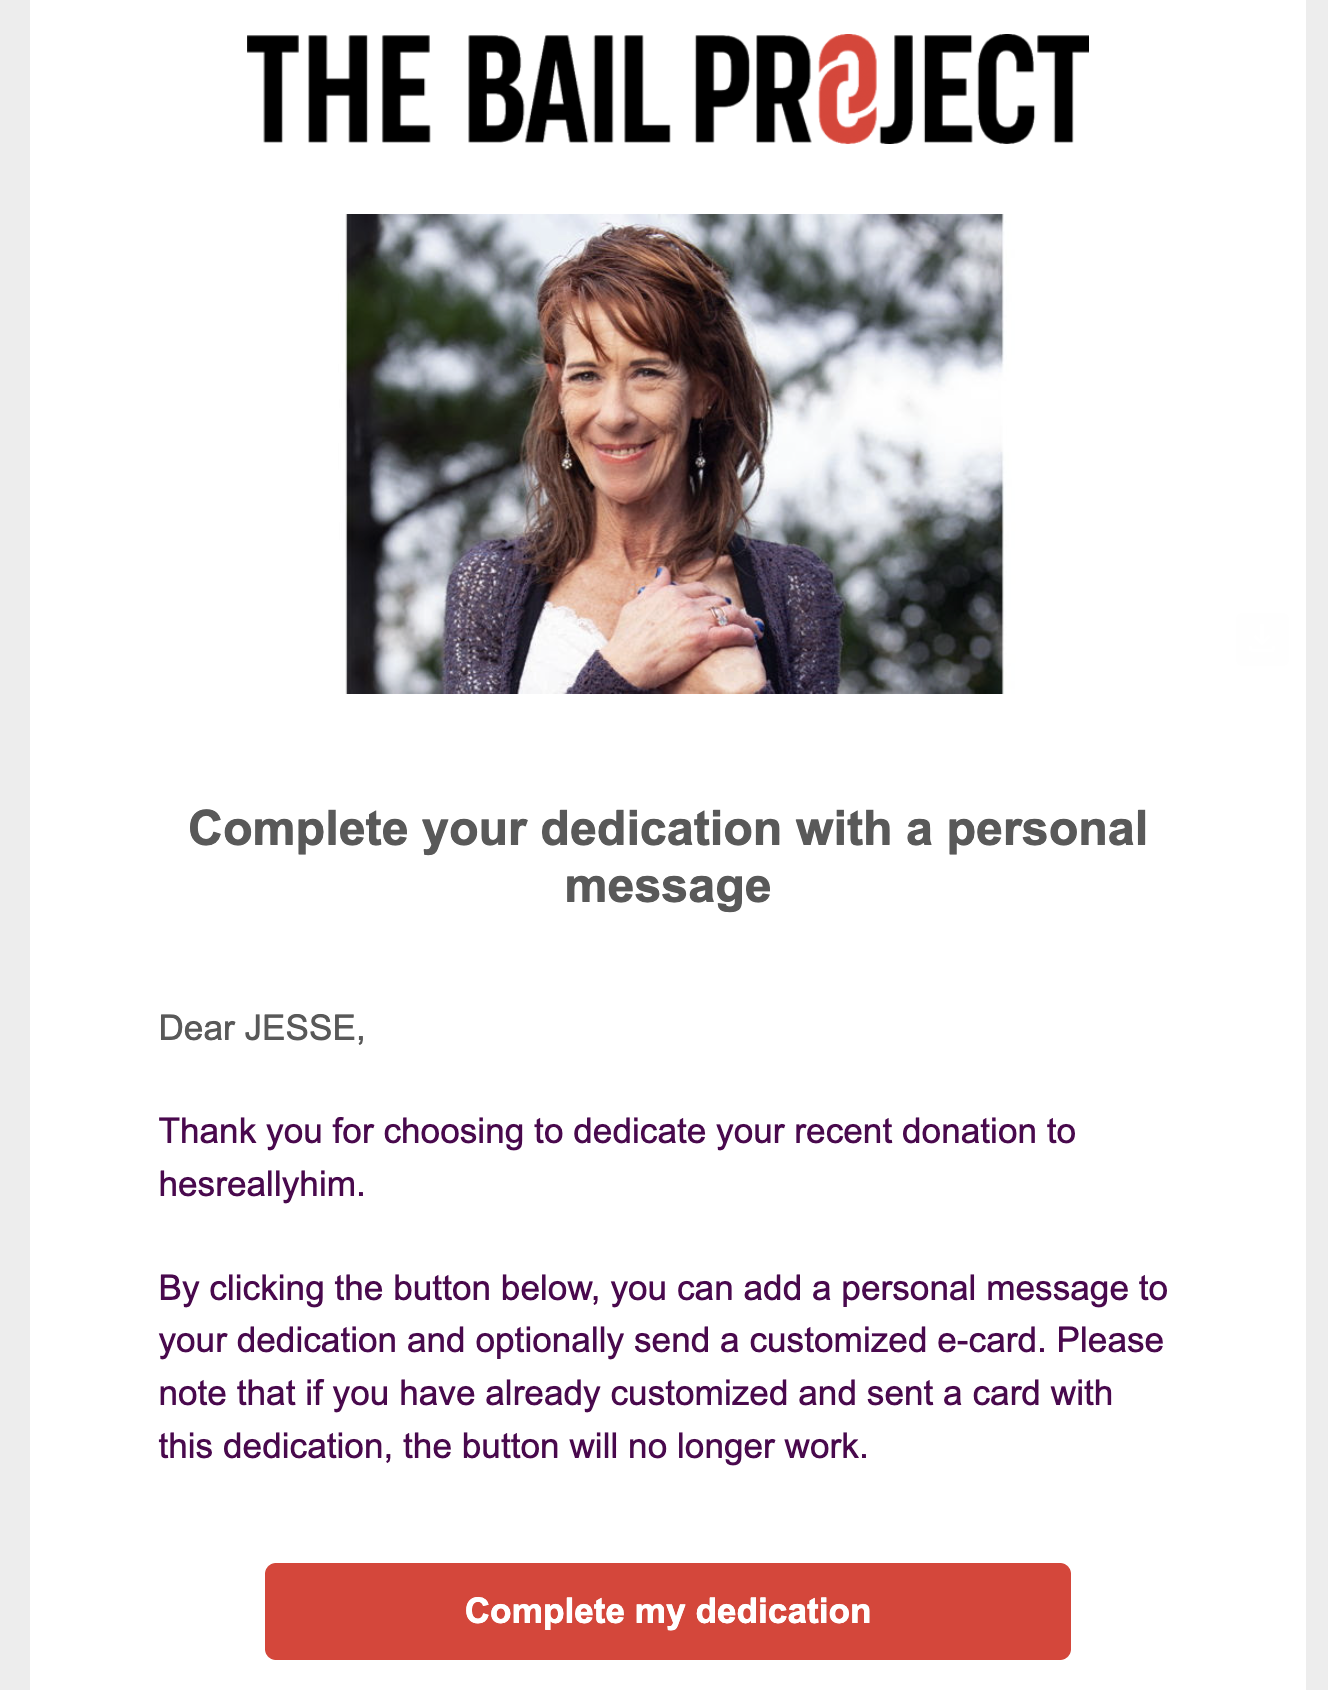 THE BAIL PROJECT
Complete your dedication with a personal
message
Dear JESSE,
Thank you for choosing to dedicate your recent donation to
hesreallyhim.
By clicking the button below, you can add a personal message to
your dedication and optionally send a customized e-card. Please
note that if you have already customized and sent a card with
this dedication, the button will no longer work.
Complete my dedication